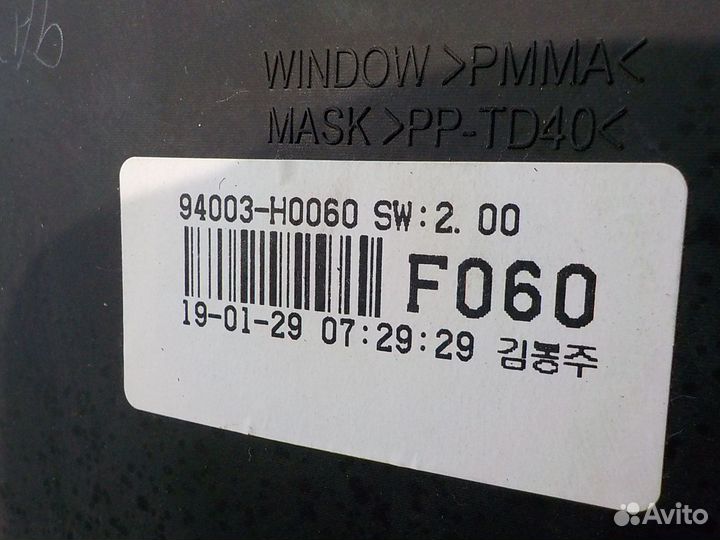 WINDOW >PMMA<
MASK >PP-TD40<
94003-H0060 SW:2.00
F060
19-01-29 07:29:29 김동주
Avito